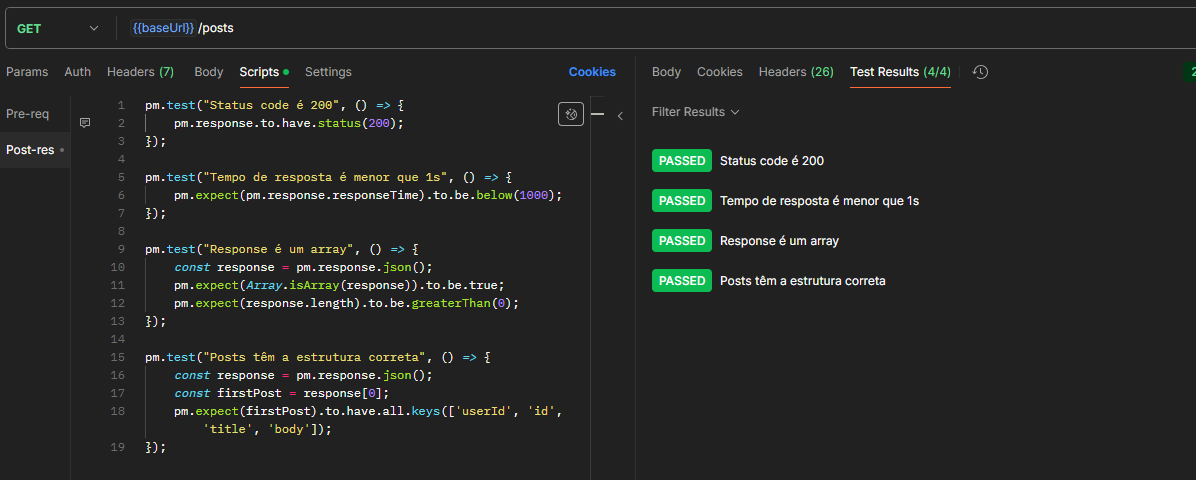 GET {{baseUrl}} /posts
Params Auth Headers (7) Body Scripts Settings Cookies
Pre-req
Post-res
1 pm.test("Status code é 200", () => {
2 pm.response.to.have.status(200);
3 });
4
5 pm.test("Tempo de resposta é menor que 1s", () => {
6 pm.expect(pm.response.responseTime).to.be.below(1000);
7 });
8
9 pm.test("Response é um array", () => {
10 const response = pm.response.json();
11 pm.expect(Array.isArray(response)).to.be.true;
12 pm.expect(response.length).to.be.greaterThan(0);
13 });
14
15 pm.test("Posts têm a estrutura correta", () => {
16 const response = pm.response.json();
17 const firstPost = response[0];
18 pm.expect(firstPost).to.have.all.keys(['userId', 'id',
'title', 'body']);
19 });
Body Cookies Headers (26) Test Results (4/4) 2
Filter Results
PASSED Status code é 200
PASSED Tempo de resposta é menor que 1s
PASSED Response é um array
PASSED Posts têm a estrutura correta